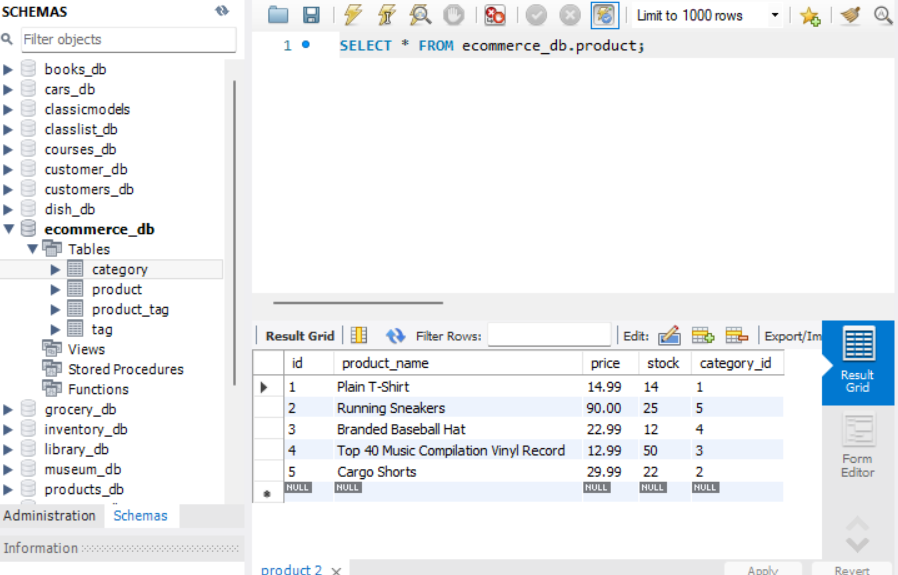 SCHEMAS
Filter objects
books_db
cars_db
classicmodels
classlist_db
courses_db
customer_db
customers_db
dish_db
ecommerce_db
Tables
category
product
product_tag
tag
Views
Stored Procedures
Functions
grocery_db
inventory_db
library_db
museum_db
products_db
Administration Schemas
Information
Limit to 1000 rows
1 SELECT * FROM ecommerce_db.product;
Result Grid Filter Rows: Edit: Export/Im
id product_name price stock category_id
1 Plain T-Shirt 14.99 14 1
2 Running Sneakers 90.00 25 5
3 Branded Baseball Hat 22.99 12 4
4 Top 40 Music Compilation Vinyl Record 12.99 50 3
5 Cargo Shorts 29.99 22 2
NULL NULL NULL NULL NULL
Result
Grid
Form
Editor
product 2 Apply Revert